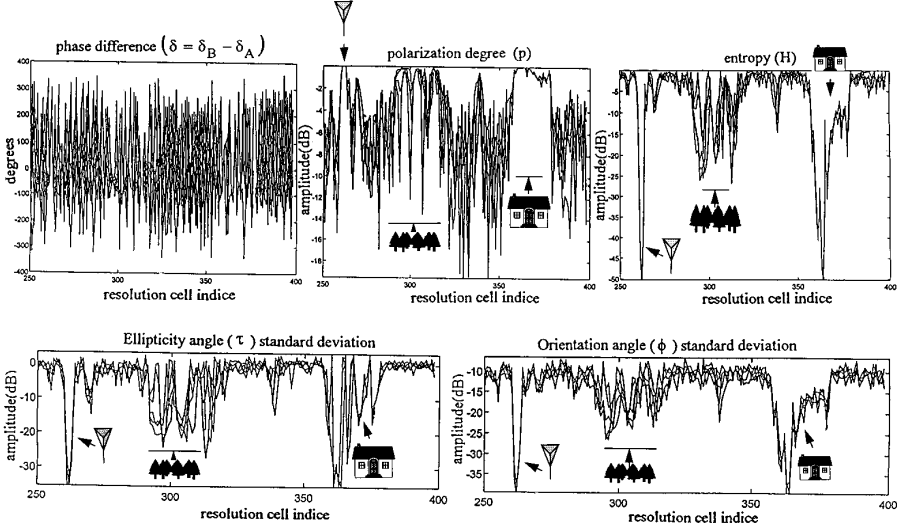 phase difference ( δ = δB − δA )
degrees
400
300
200
100
0
-100
-200
-300
-400
250 300 350 400
resolution cell indice
polarization degree (p)
amplitude(dB)
-2
-4
-6
-8
-10
-12
-14
-16
-18
250 300 350 400
resolution cell indice
entropy (H)
amplitude(dB)
-5
-10
-15
-20
-25
-30
-35
-40
-45
-50
250 300 350 400
resolution cell indice
Ellipticity angle ( τ ) standard deviation
amplitude(dB)
0
-10
-20
-30
250 300 350 400
resolution cell indice
Orientation angle ( ϕ ) standard deviation
amplitude(dB)
-10
-15
-20
-25
-30
-35
250 300 350 400
resolution cell indice